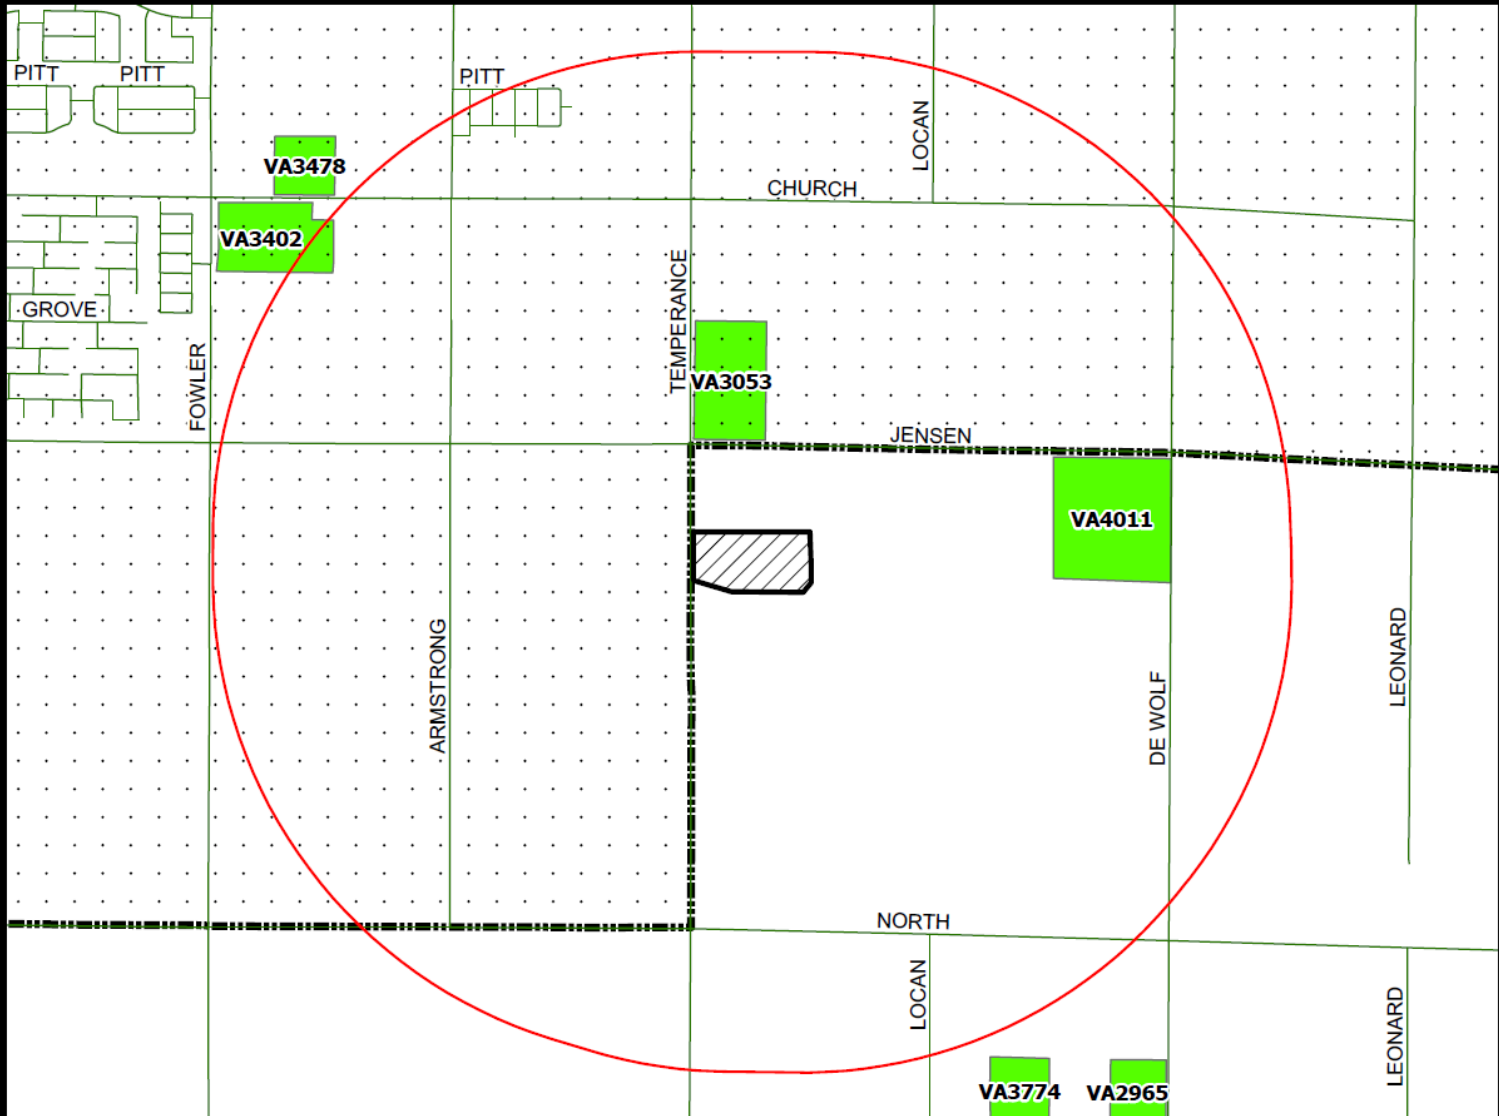 PITT
PITT
PITT
LOCAN
VA3478
CHURCH
VA3402
GROVE
FOWLER
TEMPERANCE
VA3053
JENSEN
VA4011
ARMSTRONG
LEONARD
DE WOLF
NORTH
LOCAN
LEONARD
VA3774
VA2965